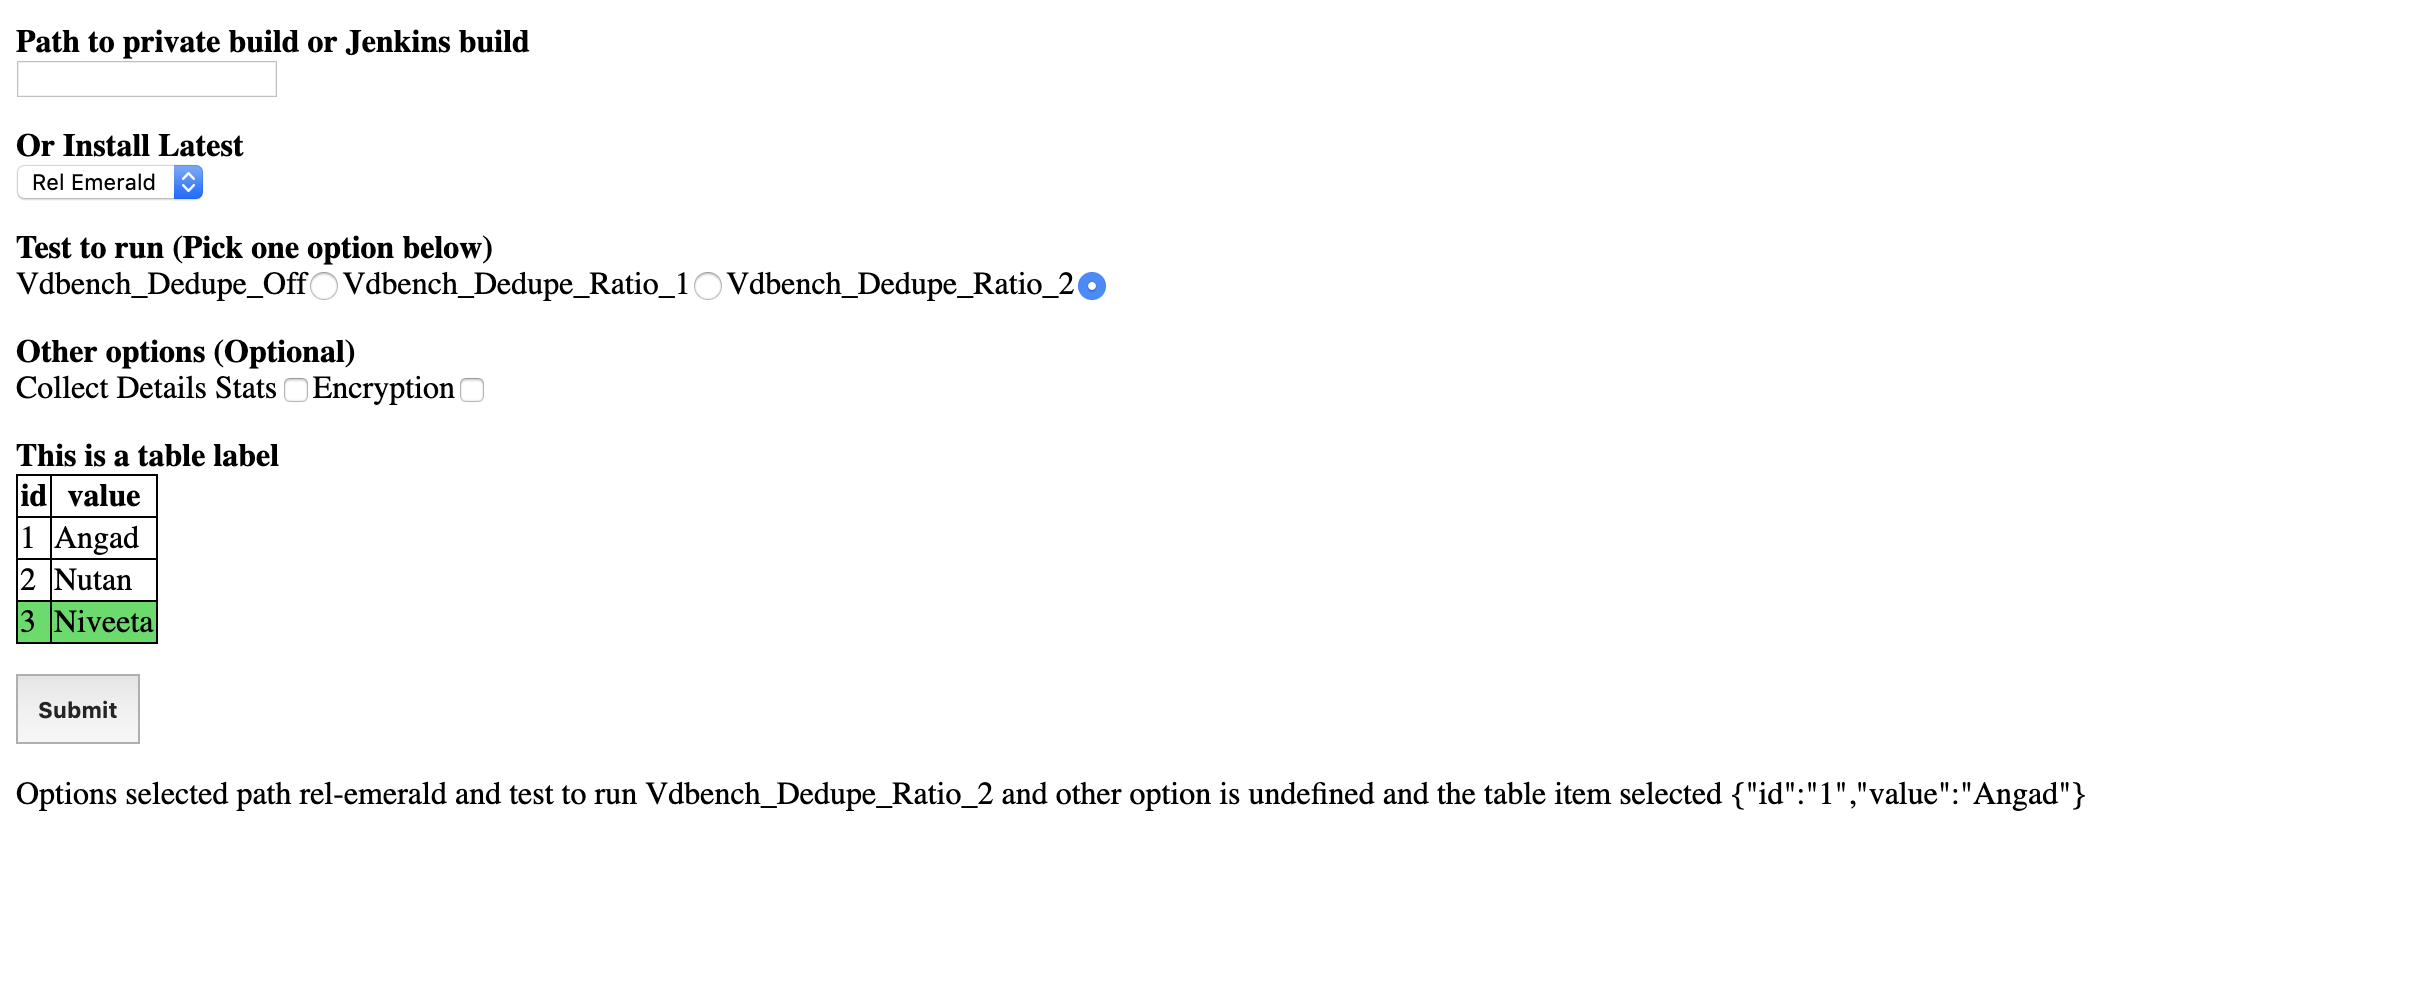 Path to private build or Jenkins build
Or Install Latest
Rel Emerald
Test to run (Pick one option below)
Vdbench_Dedupe_Off Vdbench_Dedupe_Ratio_1 Vdbench_Dedupe_Ratio_2
Other options (Optional)
Collect Details Stats Encryption
This is a table label
id value
1 Angad
2 Nutan
3 Niveeta
Submit
Options selected path rel-emerald and test to run Vdbench_Dedupe_Ratio_2 and other option is undefined and the table item selected {"id":"1","value":"Angad"}